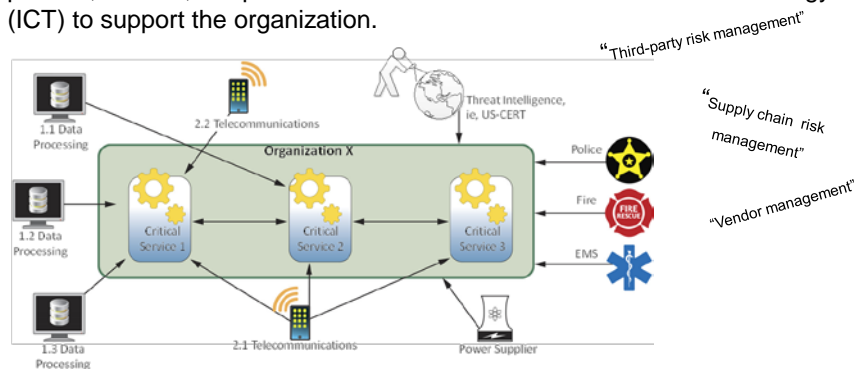 (ICT) to support the organization.
“Third-party risk management”
“Supply chain risk
management”
“Vendor management”
1.1 Data
Processing
2.2 Telecommunications
Threat Intelligence,
ie, US-CERT
Organization X
Police
Fire
FIRE
RESCUE
EMS
1.2 Data
Processing
Critical
Service 1
Critical
Service 2
Critical
Service 3
1.3 Data
Processing
2.1 Telecommunications
Power Supplier